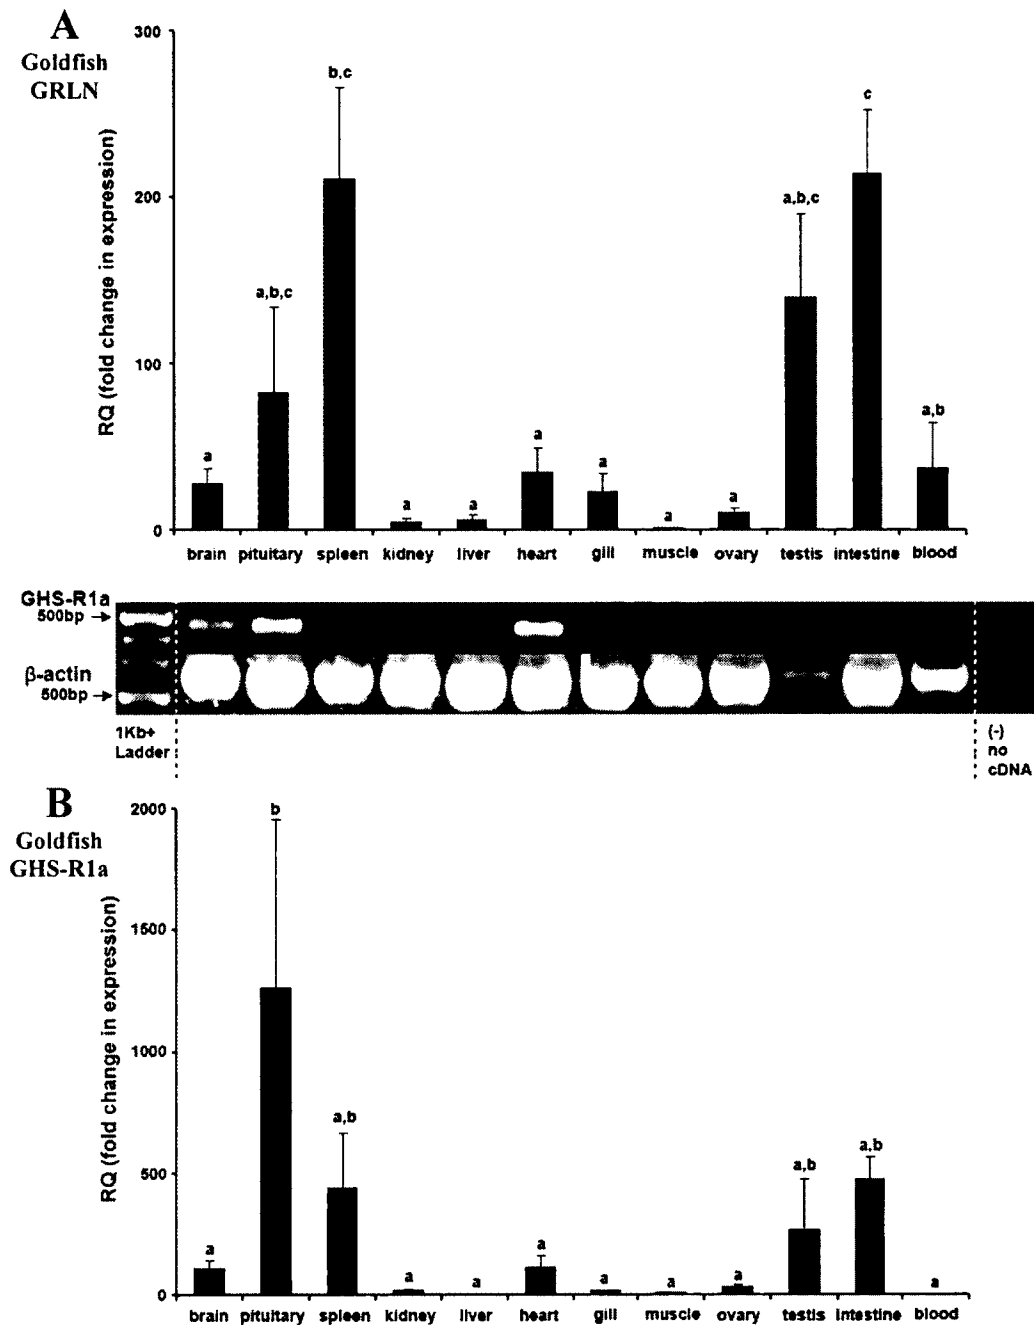 A
Goldfish
GRLN
RQ (fold change in expression)
300
200
100
0
a
a,b,c
b,c
a
a
a
a
a
a
a,b,c
c
a,b
brain pituitary spleen kidney liver heart gill muscle ovary testis intestine blood
GHS-R1a
500bp →
β-actin
500bp →
1Kb+
Ladder
(-)
no
cDNA
B
Goldfish
GHS-R1a
RQ (fold change in expression)
2000
1500
1000
500
0
a
b
a,b
a
a
a
a
a
a
a,b
a,b
a
brain pituitary spleen kidney liver heart gill muscle ovary testis intestine blood